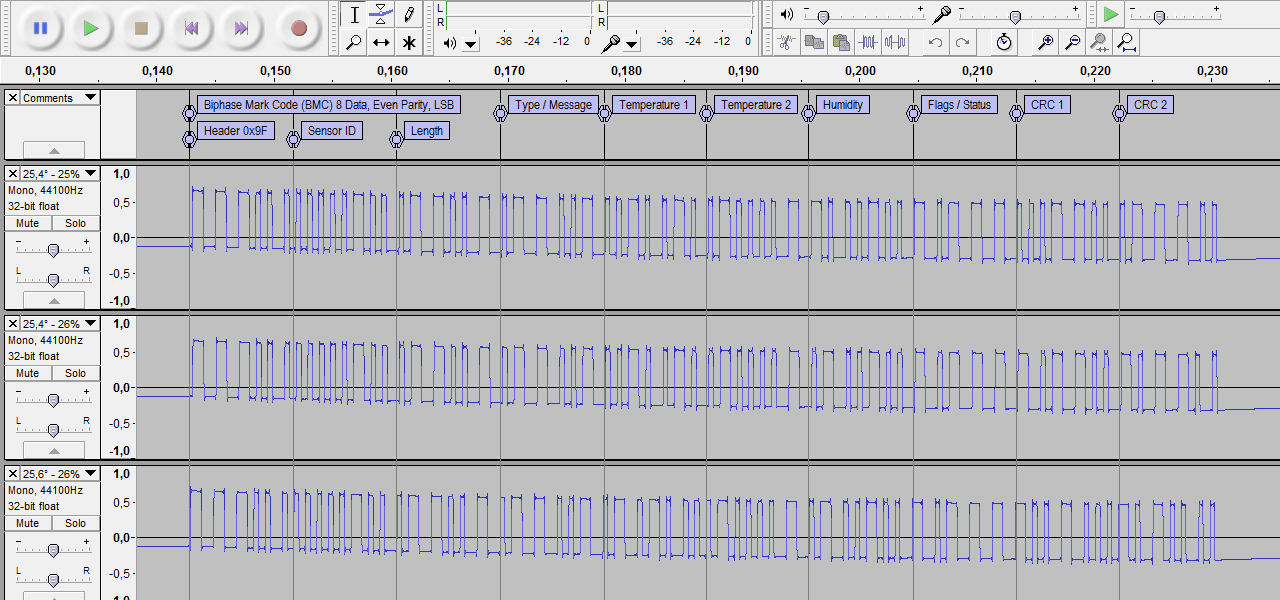 L R
L R
-36 -24 -12 0
-36 -24 -12 0
- +
- +
- +
0,130 0,140 0,150 0,160 0,170 0,180 0,190 0,200 0,210 0,220 0,230
Comments
Biphase Mark Code (BMC) 8 Data, Even Parity, LSB
Type / Message
Temperature 1
Temperature 2
Humidity
Flags / Status
CRC 1
CRC 2
Header 0x9F
Sensor ID
Length
25,4° - 25%
Mono, 44100Hz
32-bit float
Mute Solo
- +
L R
1,0
0,5-
0,0-
-0,5-
-1,0
25,4° - 26%
Mono, 44100Hz
32-bit float
Mute Solo
- +
L R
1,0
0,5-
0,0-
-0,5-
-1,0
25,6° - 26%
Mono, 44100Hz
32-bit float
Mute Solo
- +
L R
1,0
0,5-
0,0-
-0,5-